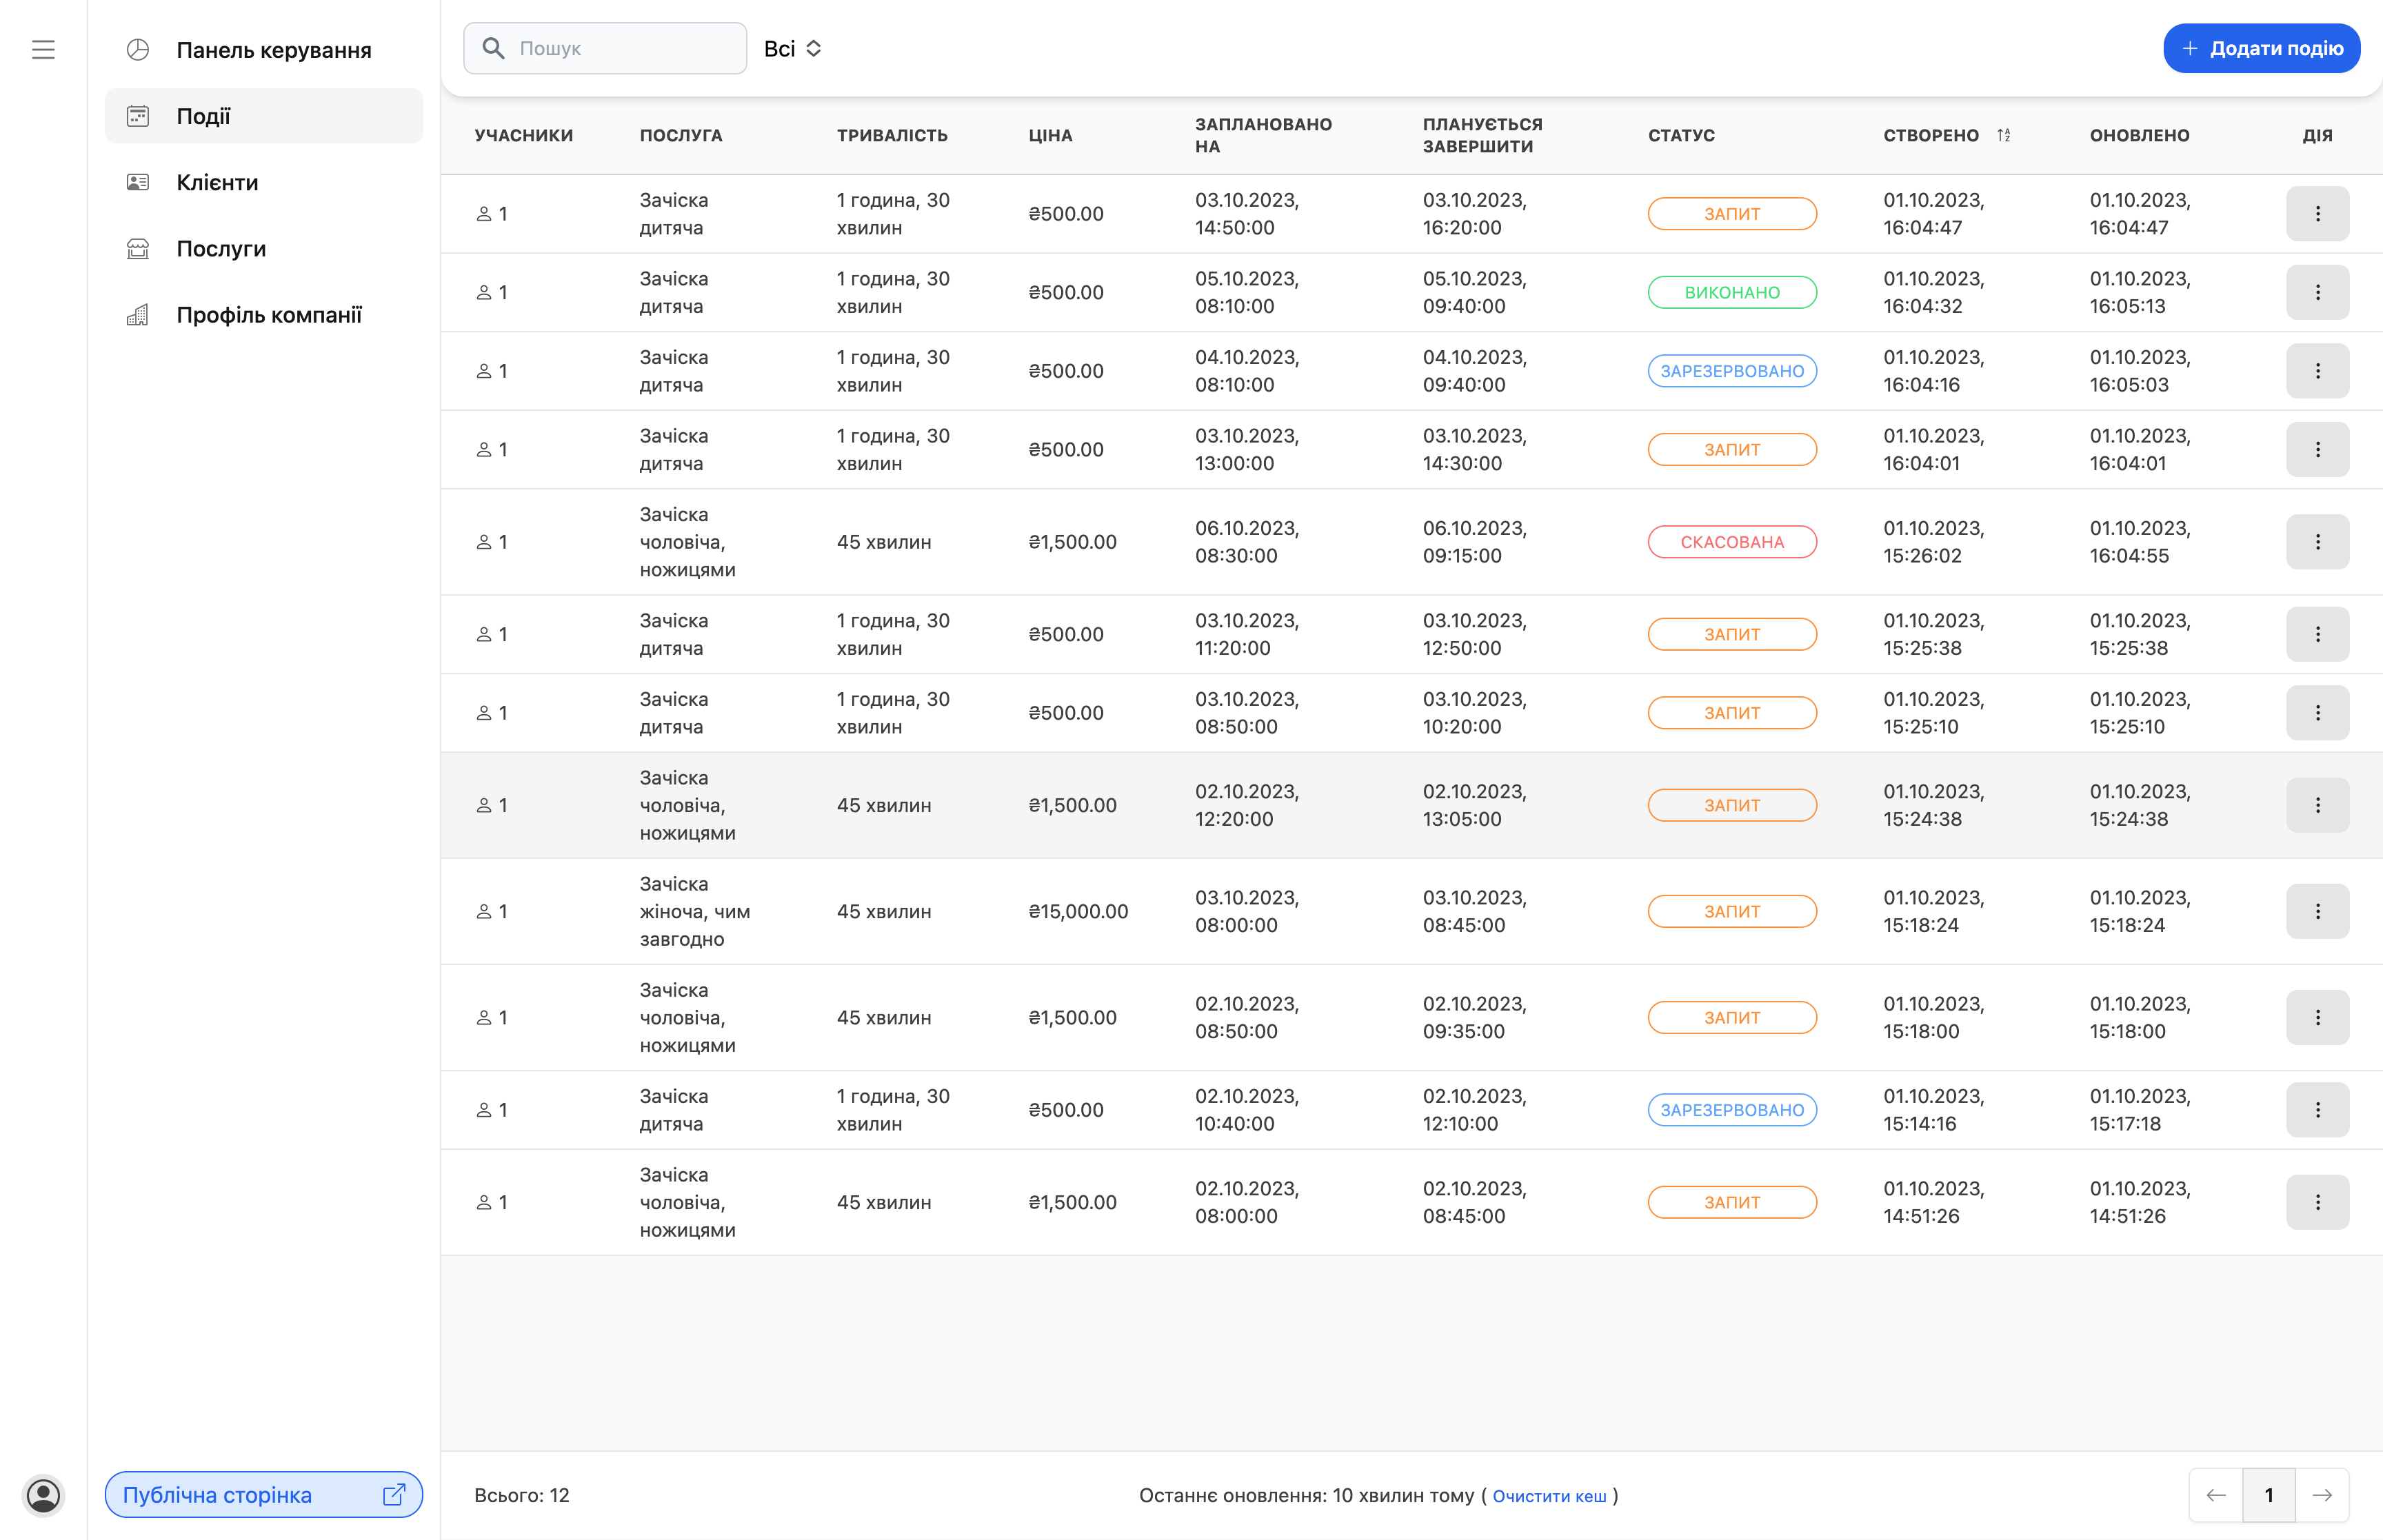 Панель керування
Події
Клієнти
Послуги
Профіль компанії
Публічна сторінка
Пошук
Всі
Додати подію
УЧАСНИКИ ПОСЛУГА ТРИВАЛІСТЬ ЦІНА ЗАПЛАНОВАНО НА ПЛАНУЄТЬСЯ ЗАВЕРШИТИ СТАТУС СТВОРЕНО ОНОВЛЕНО ДІЯ
1 Зачіска дитяча 1 година, 30 хвилин ₴500.00 03.10.2023, 14:50:00 03.10.2023, 16:20:00 ЗАПИТ 01.10.2023, 16:04:47 01.10.2023, 16:04:47
1 Зачіска дитяча 1 година, 30 хвилин ₴500.00 05.10.2023, 08:10:00 05.10.2023, 09:40:00 ВИКОНАНО 01.10.2023, 16:04:32 01.10.2023, 16:05:13
1 Зачіска дитяча 1 година, 30 хвилин ₴500.00 04.10.2023, 08:10:00 04.10.2023, 09:40:00 ЗАРЕЗЕРВОВАНО 01.10.2023, 16:04:16 01.10.2023, 16:05:03
1 Зачіска дитяча 1 година, 30 хвилин ₴500.00 03.10.2023, 13:00:00 03.10.2023, 14:30:00 ЗАПИТ 01.10.2023, 16:04:01 01.10.2023, 16:04:01
1 Зачіска чоловіча, ножицями 45 хвилин ₴1,500.00 06.10.2023, 08:30:00 06.10.2023, 09:15:00 СКАСОВАНА 01.10.2023, 15:26:02 01.10.2023, 16:04:55
1 Зачіска дитяча 1 година, 30 хвилин ₴500.00 03.10.2023, 11:20:00 03.10.2023, 12:50:00 ЗАПИТ 01.10.2023, 15:25:38 01.10.2023, 15:25:38
1 Зачіска дитяча 1 година, 30 хвилин ₴500.00 03.10.2023, 08:50:00 03.10.2023, 10:20:00 ЗАПИТ 01.10.2023, 15:25:10 01.10.2023, 15:25:10
1 Зачіска чоловіча, ножицями 45 хвилин ₴1,500.00 02.10.2023, 12:20:00 02.10.2023, 13:05:00 ЗАПИТ 01.10.2023, 15:24:38 01.10.2023, 15:24:38
1 Зачіска жіноча, чим завгодно 45 хвилин ₴15,000.00 03.10.2023, 08:00:00 03.10.2023, 08:45:00 ЗАПИТ 01.10.2023, 15:18:24 01.10.2023, 15:18:24
1 Зачіска чоловіча, ножицями 45 хвилин ₴1,500.00 02.10.2023, 08:50:00 02.10.2023, 09:35:00 ЗАПИТ 01.10.2023, 15:18:00 01.10.2023, 15:18:00
1 Зачіска дитяча 1 година, 30 хвилин ₴500.00 02.10.2023, 10:40:00 02.10.2023, 12:10:00 ЗАРЕЗЕРВОВАНО 01.10.2023, 15:14:16 01.10.2023, 15:17:18
1 Зачіска чоловіча, ножицями 45 хвилин ₴1,500.00 02.10.2023, 08:00:00 02.10.2023, 08:45:00 ЗАПИТ 01.10.2023, 14:51:26 01.10.2023, 14:51:26
Всього: 12
Останнє оновлення: 10 хвилин тому ( Очистити кеш )
1